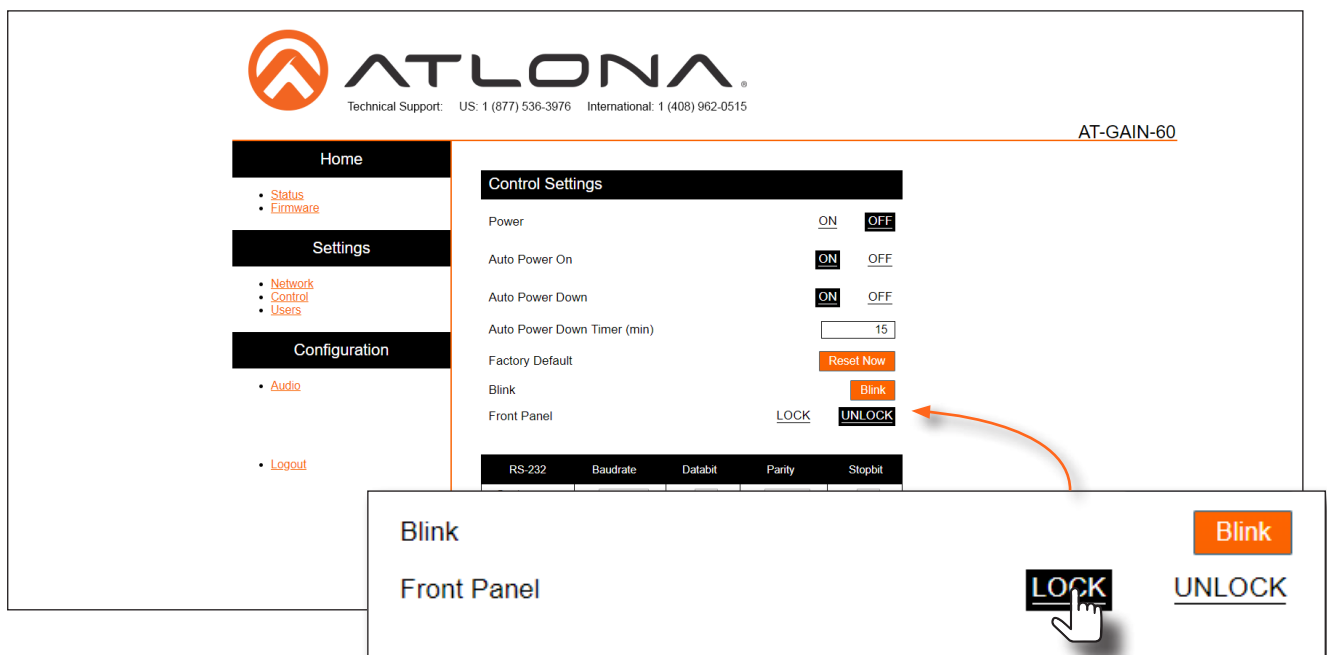 ATLONA®
Technical Support: US: 1 (877) 536-3976 International: 1 (408) 962-0515
AT-GAIN-60
Home
• Status
• Firmware
Settings
• Network
• Control
• Users
Configuration
• Audio
• Logout
Control Settings
Power ON OFF
Auto Power On ON OFF
Auto Power Down ON OFF
Auto Power Down Timer (min) 15
Factory Default Reset Now
Blink Blink
Front Panel LOCK UNLOCK
RS-232 Baudrate Databit Parity Stopbit
Blink Blink
Front Panel LOCK UNLOCK